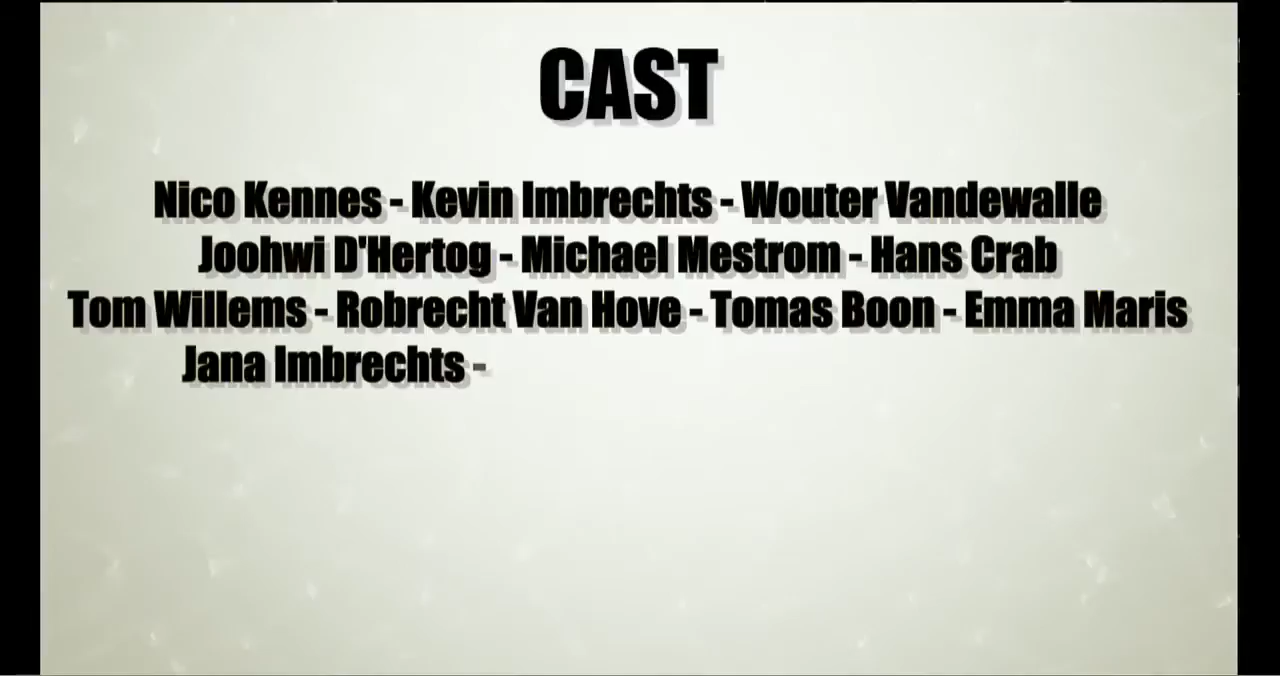 CAST
Nico Kennes - Kevin Imbrechts - Wouter Vandewalle
Joohwi D'Hertog - Michael Mestrom - Hans Crab
Tom Willems - Robrecht Van Hove - Tomas Boon - Emma Maris
Jana Imbrechts -